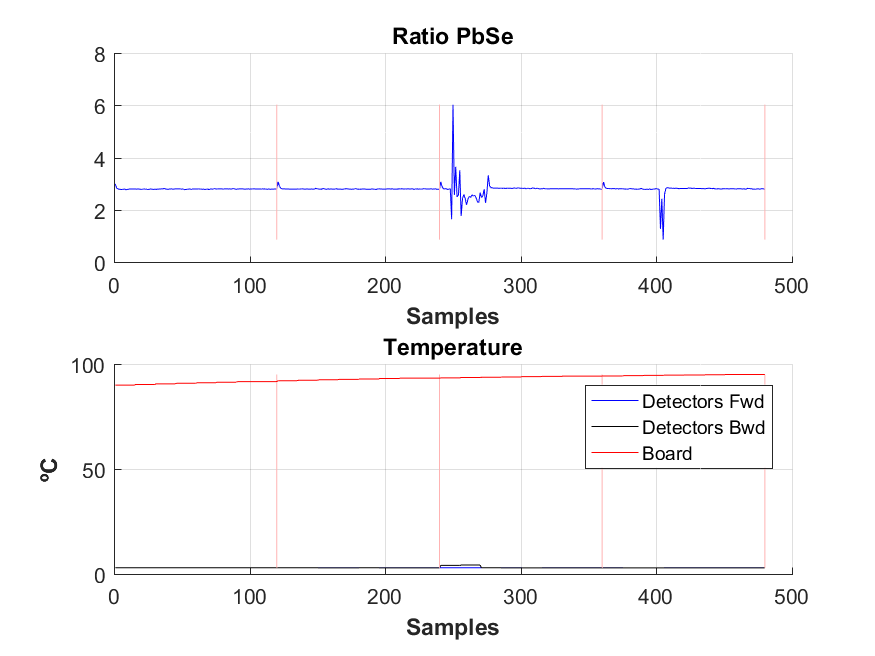 Ratio PbSe
8
6
4
2
0
0 100 200 300 400 500
Samples
Temperature
100
50
0
ºC
Detectors Fwd
Detectors Bwd
Board
0 100 200 300 400 500
Samples